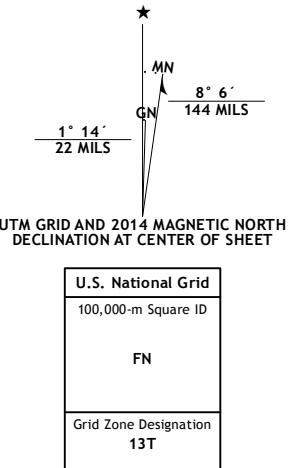 ★
MN
8° 6´
144 MILS
GN
1° 14´
22 MILS
UTM GRID AND 2014 MAGNETIC NORTH
DECLINATION AT CENTER OF SHEET
U.S. National Grid
100,000-m Square ID
FN
Grid Zone Designation
13T